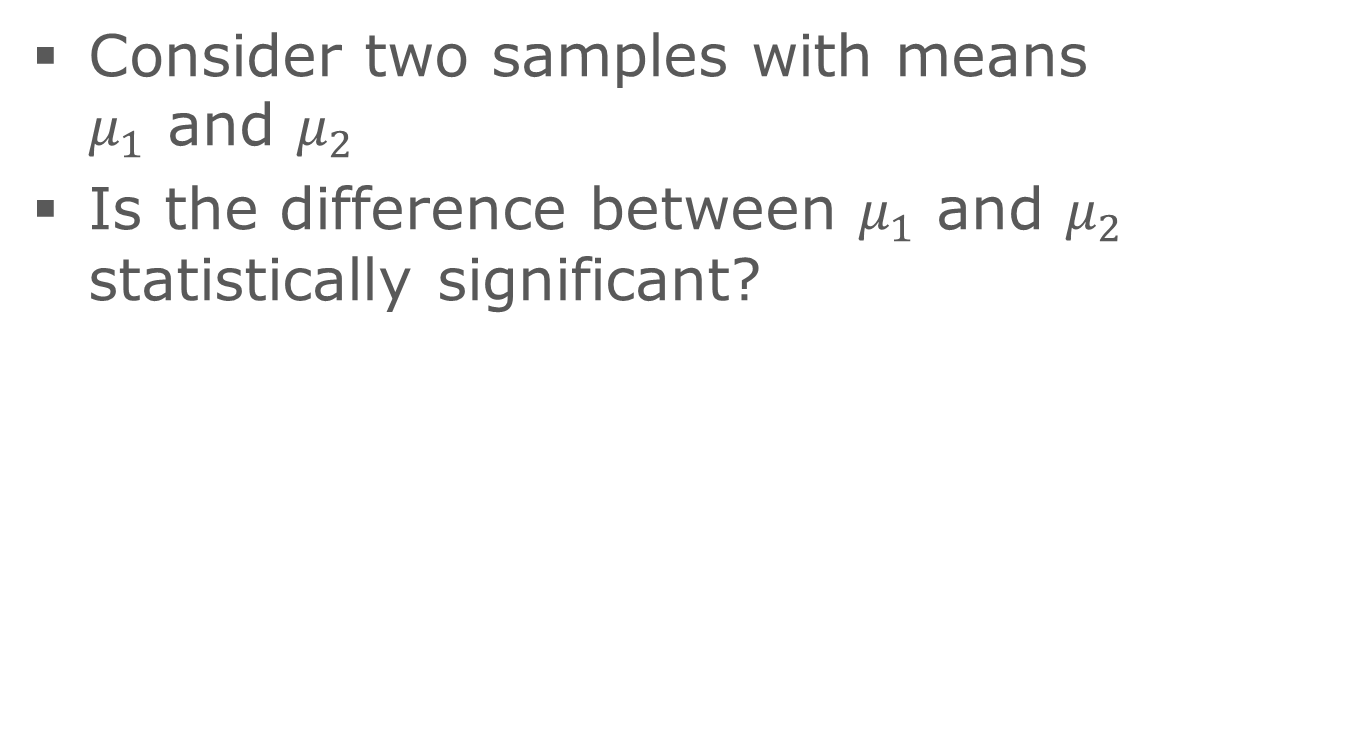 ▪ Consider two samples with means
𝜇₁ and 𝜇₂
▪ Is the difference between 𝜇₁ and 𝜇₂
statistically significant?